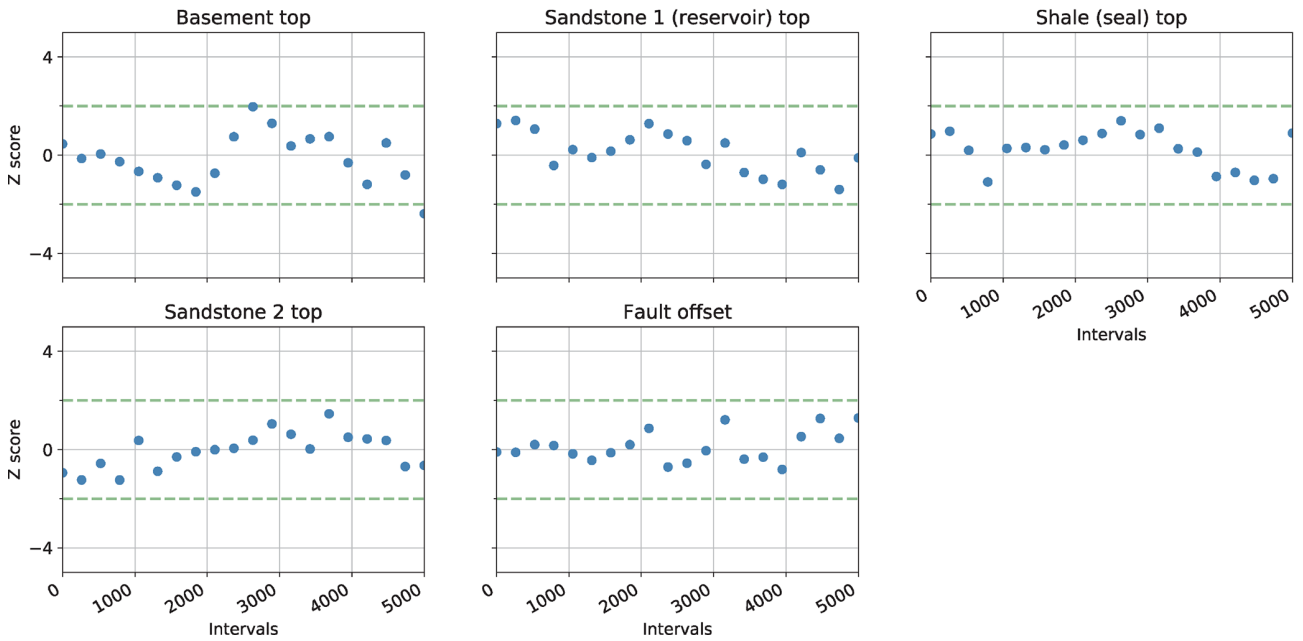 Basement top
Sandstone 1 (reservoir) top
Shale (seal) top
4
0
−4
Z score
0
1000
2000
3000
4000
5000
Intervals
Sandstone 2 top
Fault offset
4
0
−4
Z score
0
1000
2000
3000
4000
5000
Intervals
0
1000
2000
3000
4000
5000
Intervals